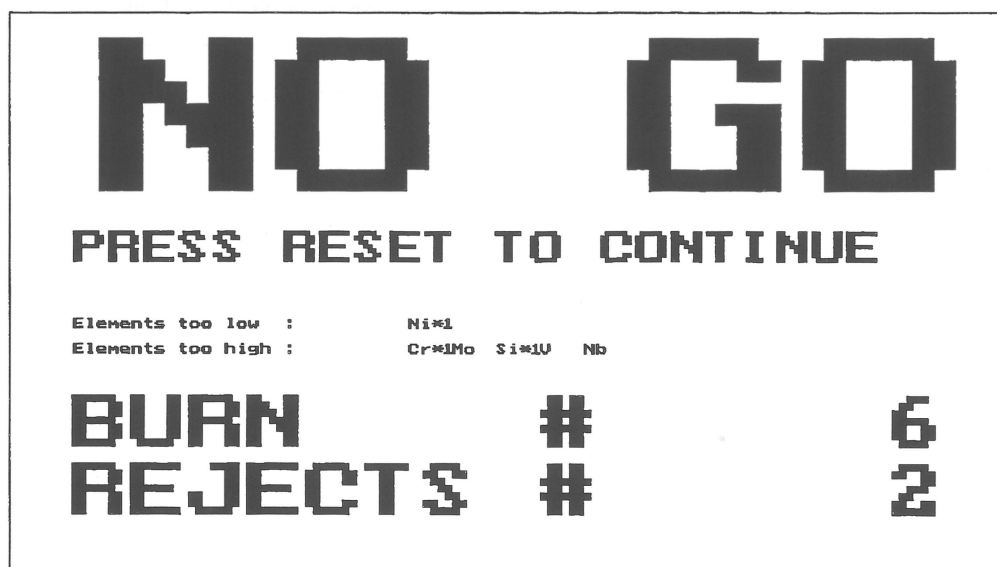 NO GO
PRESS RESET TO CONTINUE
Elements too low : Ni*1
Elements too high : Cr*1Mo Si*1V Nb
BURN # 6
REJECTS # 2